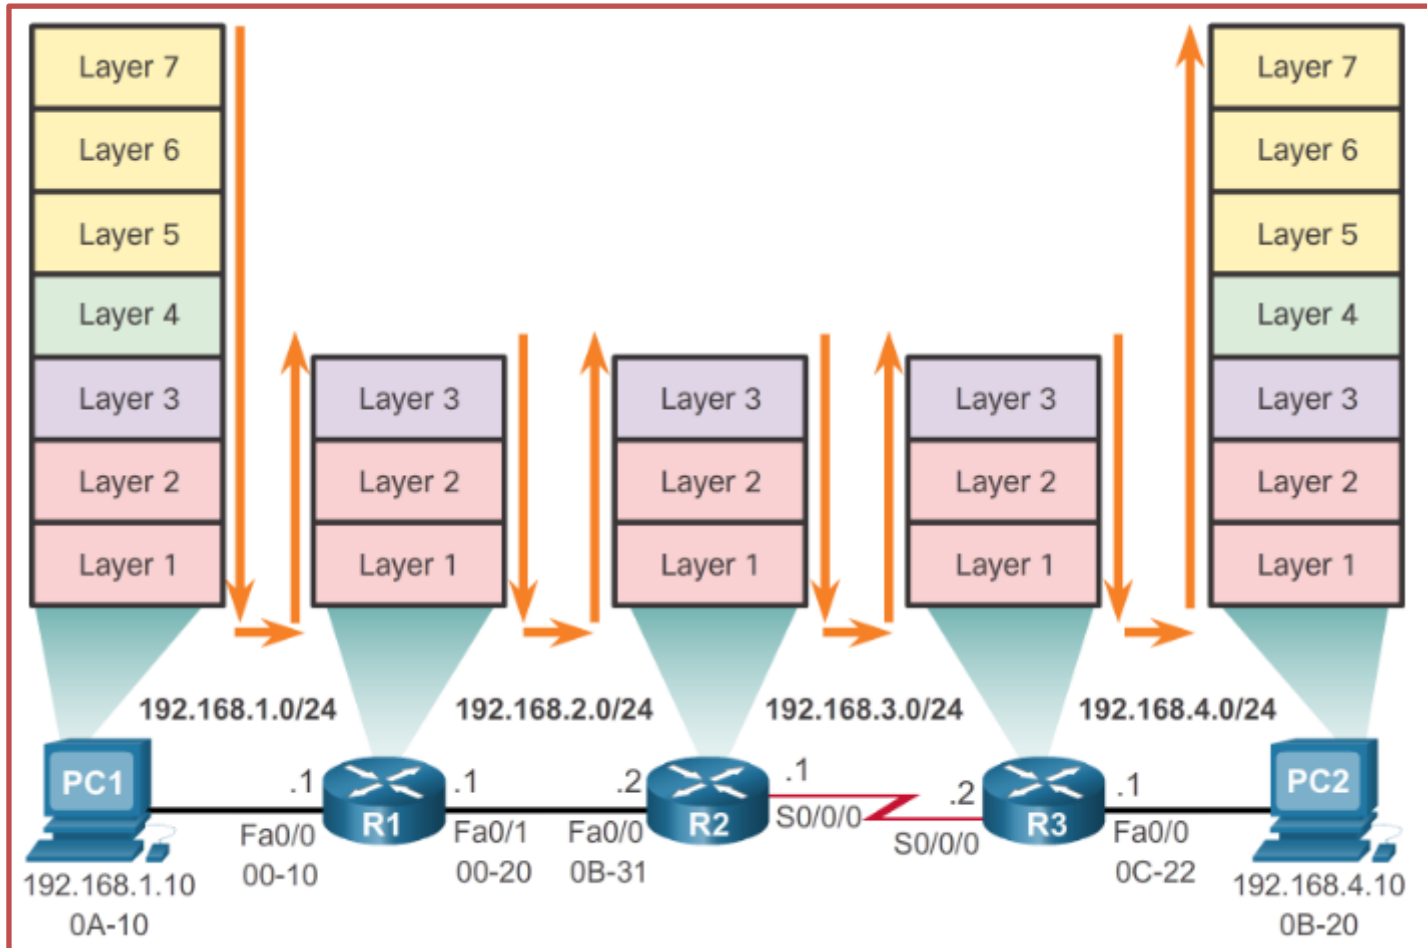 Layer 7
Layer 6
Layer 5
Layer 4
Layer 3
Layer 2
Layer 1
Layer 3
Layer 2
Layer 1
Layer 3
Layer 2
Layer 1
Layer 3
Layer 2
Layer 1
Layer 7
Layer 6
Layer 5
Layer 4
Layer 3
Layer 2
Layer 1
192.168.1.0/24
192.168.2.0/24
192.168.3.0/24
192.168.4.0/24
PC1
192.168.1.10
0A-10
.1
Fa0/0
00-10
R1
.1
Fa0/1
00-20
.2
Fa0/0
0B-31
R2
.1
S0/0/0
.2
S0/0/0
R3
.1
Fa0/0
0C-22
PC2
192.168.4.10
0B-20